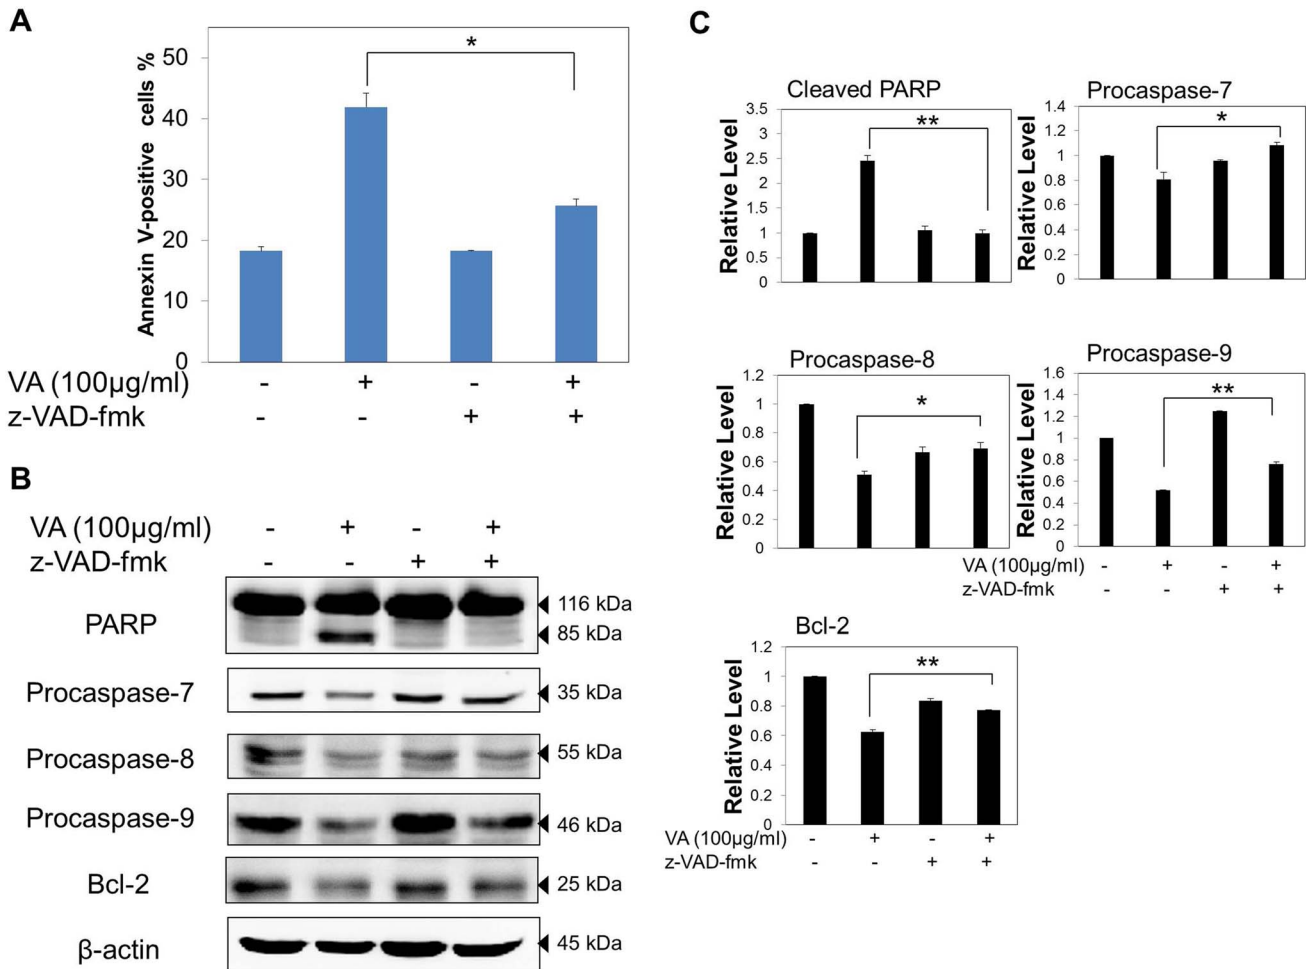 A
Annexin V-positive cells %
50
40
30
20
10
0
*
VA (100μg/ml) - + - +
z-VAD-fmk - - + +
B
VA (100μg/ml) - + - +
z-VAD-fmk - - + +
PARP
116 kDa
85 kDa
Procaspase-7
35 kDa
Procaspase-8
55 kDa
Procaspase-9
46 kDa
Bcl-2
25 kDa
β-actin
45 kDa
C
Cleaved PARP
Relative Level
3.5
3
2.5
2
1.5
1
0.5
0
**
Procaspase-7
Relative Level
1.4
1.2
1
0.8
0.6
0.4
0.2
0
*
Procaspase-8
Relative Level
1.2
1
0.8
0.6
0.4
0.2
0
*
Procaspase-9
Relative Level
1.6
1.4
1.2
1
0.8
0.6
0.4
0.2
0
**
VA (100μg/ml) - + - +
z-VAD-fmk - - + +
Bcl-2
Relative Level
1.2
1
0.8
0.6
0.4
0.2
0
**
VA (100μg/ml) - + - +
z-VAD-fmk - - + +